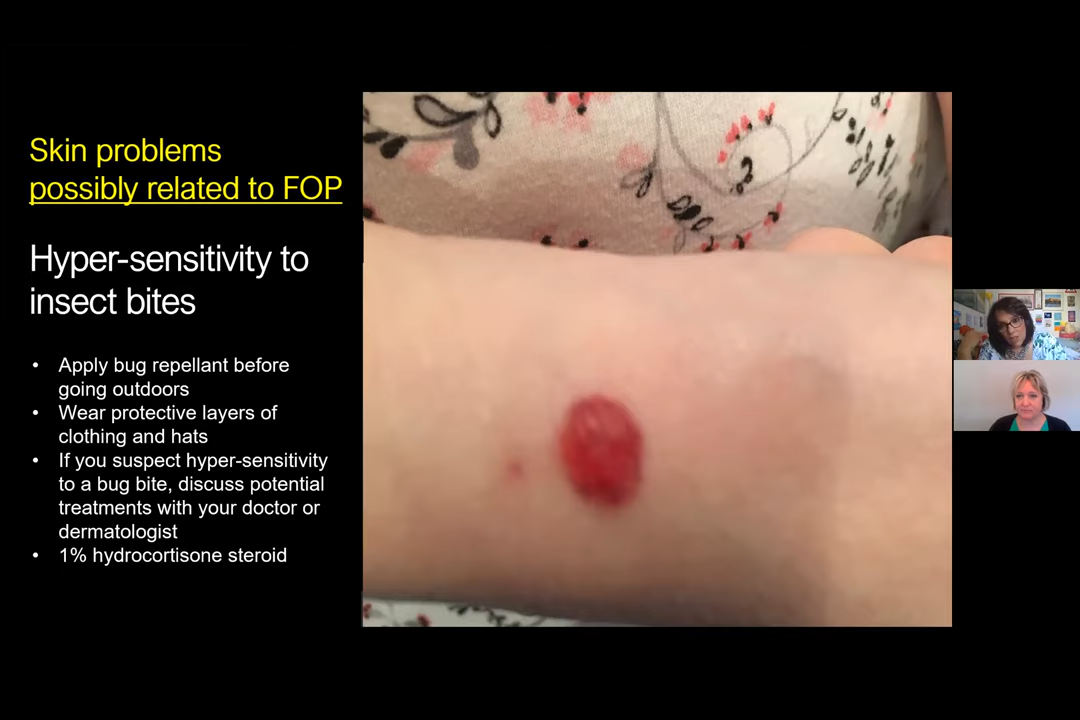 Skin problems
possibly related to FOP
Hyper-sensitivity to
insect bites
• Apply bug repellant before
going outdoors
• Wear protective layers of
clothing and hats
• If you suspect hyper-sensitivity
to a bug bite, discuss potential
treatments with your doctor or
dermatologist
• 1% hydrocortisone steroid